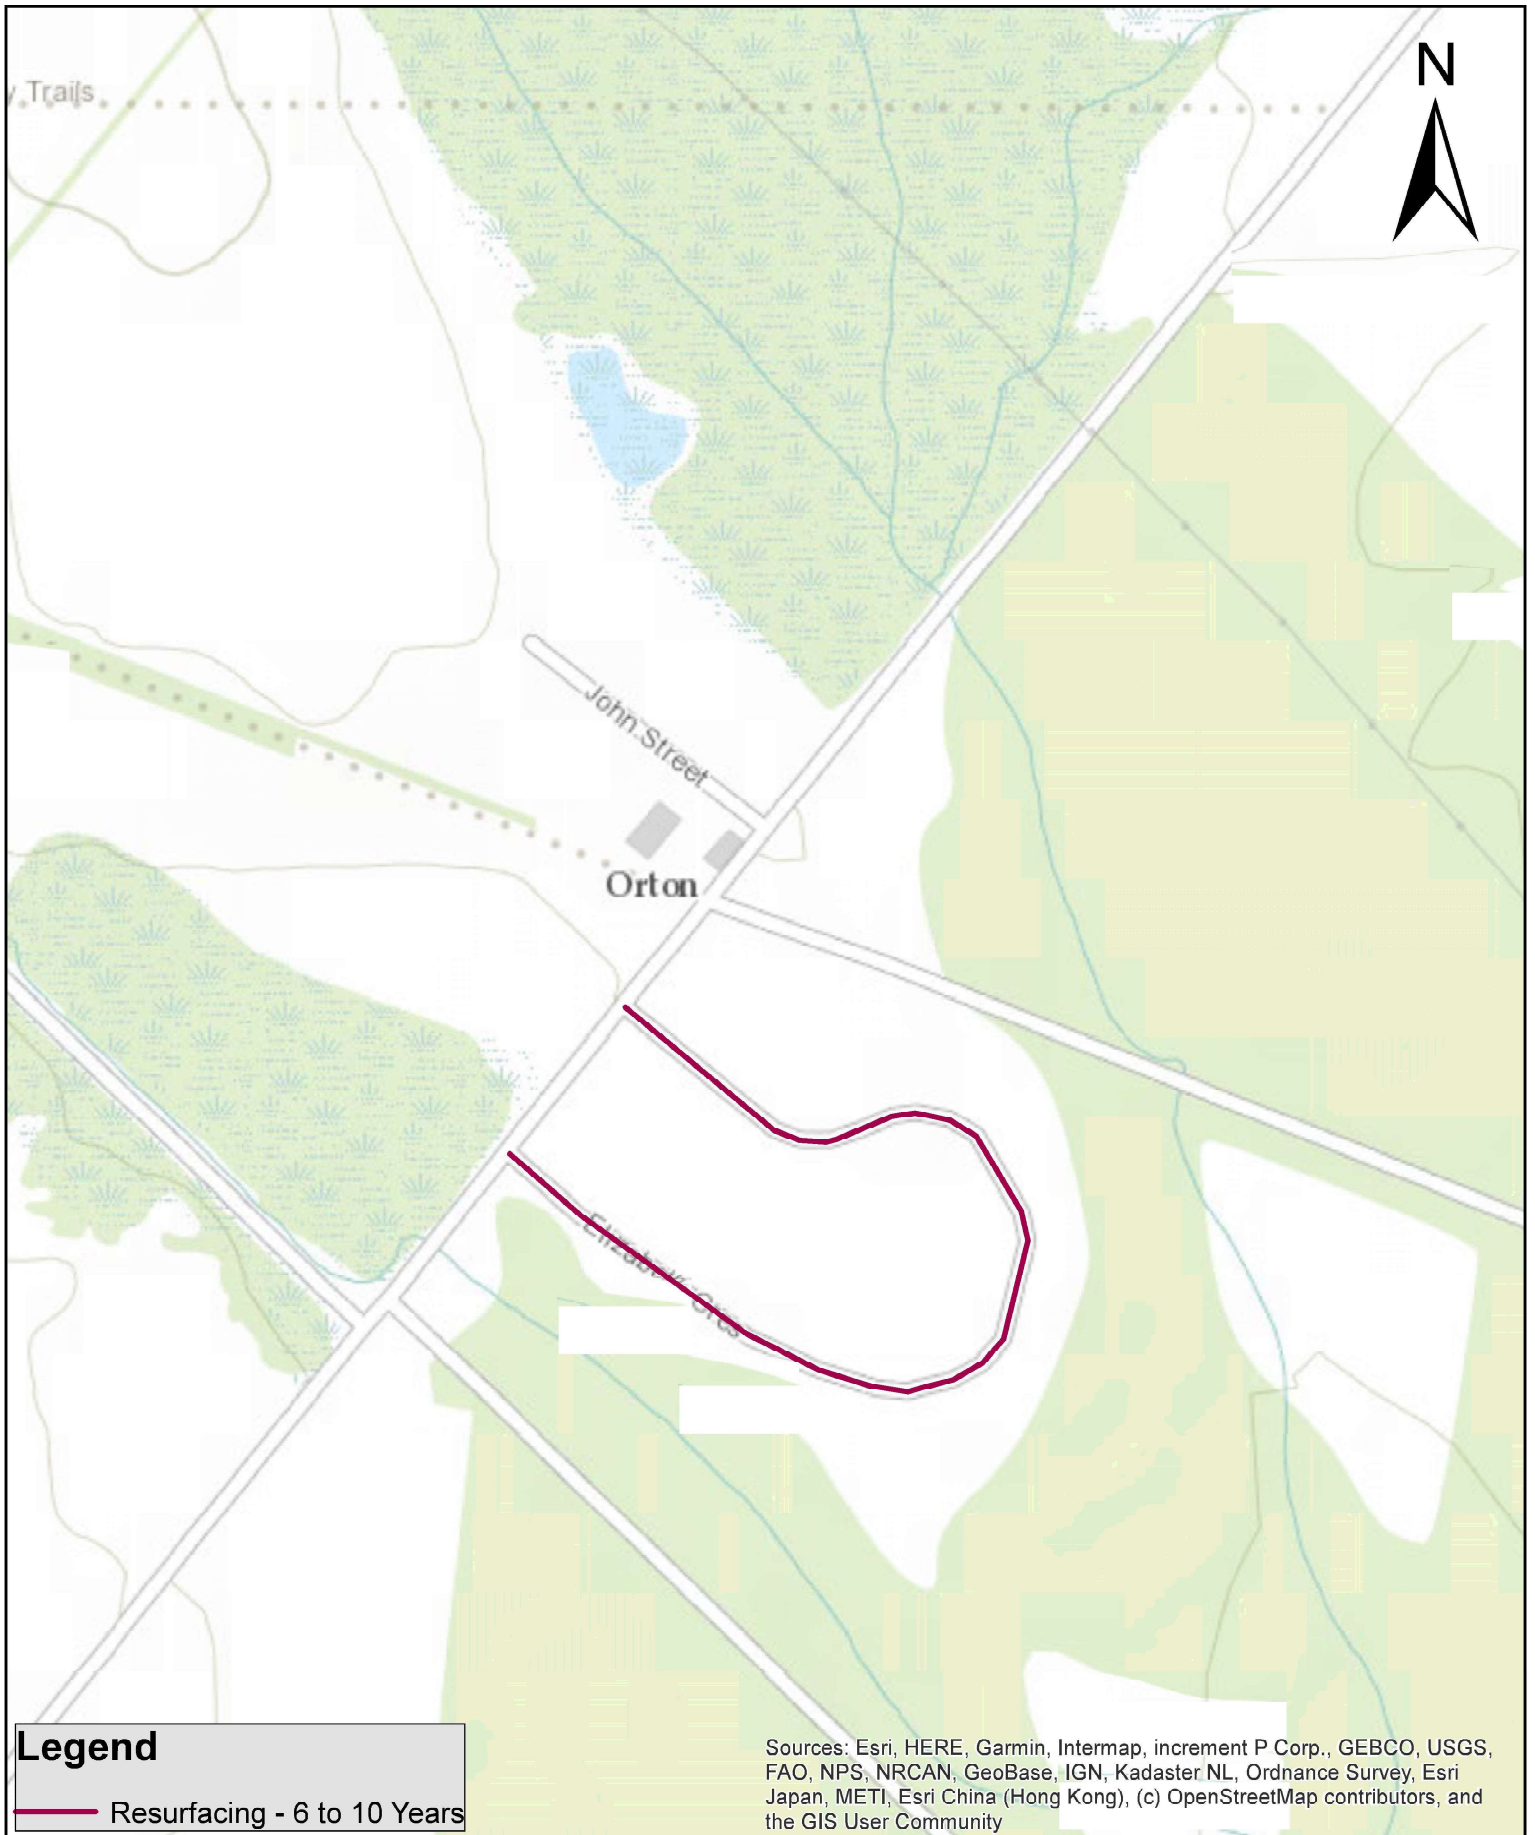 N
y Trails
John Street
Orton
Elizabeth Cres
Legend
Resurfacing - 6 to 10 Years
Sources: Esri, HERE, Garmin, Intermap, increment P Corp., GEBCO, USGS,
FAO, NPS, NRCAN, GeoBase, IGN, Kadaster NL, Ordnance Survey, Esri
Japan, METI, Esri China (Hong Kong), (c) OpenStreetMap contributors, and
the GIS User Community